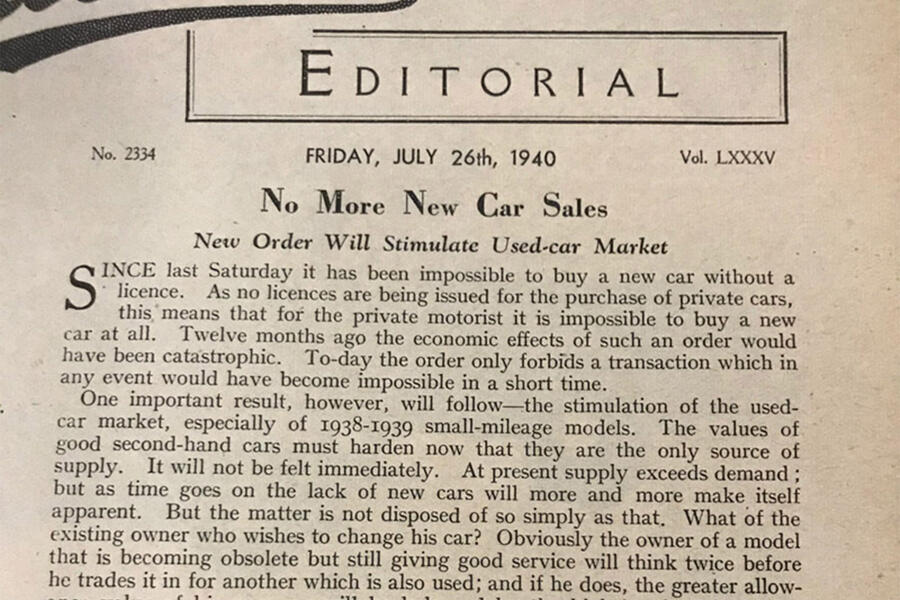 EDITORIAL
No. 2334 FRIDAY, JULY 26th, 1940 Vol. LXXXV
No More New Car Sales
New Order Will Stimulate Used-car Market
SINCE last Saturday it has been impossible to buy a new car without a
licence. As no licences are being issued for the purchase of private cars,
this means that for the private motorist it is impossible to buy a new
car at all. Twelve months ago the economic effects of such an order would
have been catastrophic. To-day the order only forbids a transaction which in
any event would have become impossible in a short time.
One important result, however, will follow—the stimulation of the used-
car market, especially of 1938-1939 small-mileage models. The values of
good second-hand cars must harden now that they are the only source of
supply. It will not be felt immediately. At present supply exceeds demand;
but as time goes on the lack of new cars will more and more make itself
apparent. But the matter is not disposed of so simply as that. What of the
existing owner who wishes to change his car? Obviously the owner of a model
that is becoming obsolete but still giving good service will think twice before
he trades it in for another which is also used; and if he does, the greater allow-